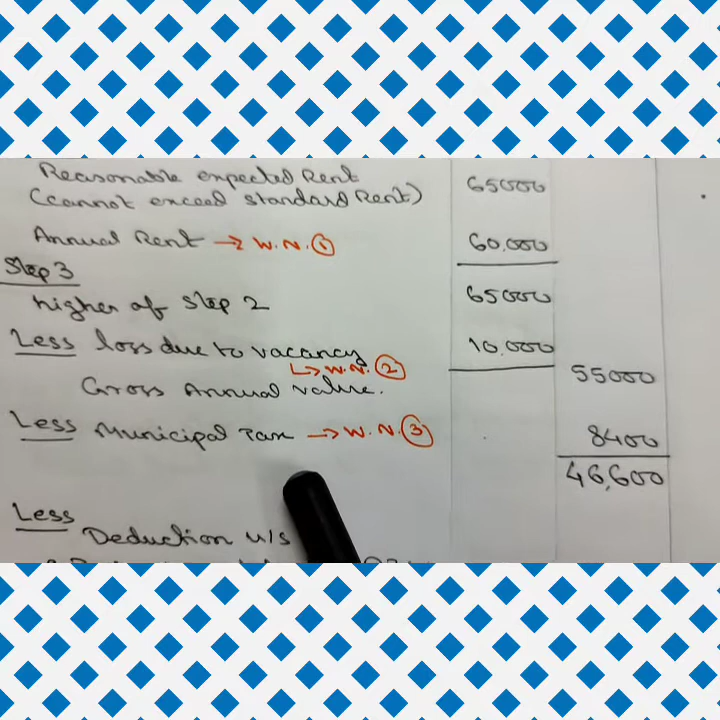 Reasonable expected Rent
(cannot exceed standard Rent) 65000
Annual Rent → W.N. ① 60,000
Step 3
higher of step 2 65000
Less loss due to vacancy 10.000
↳ W.N. ② 55000
Gross Annual value.
Less Municipal Tax → W.N. ③ 8400
46,600
Less
Deduction u/s